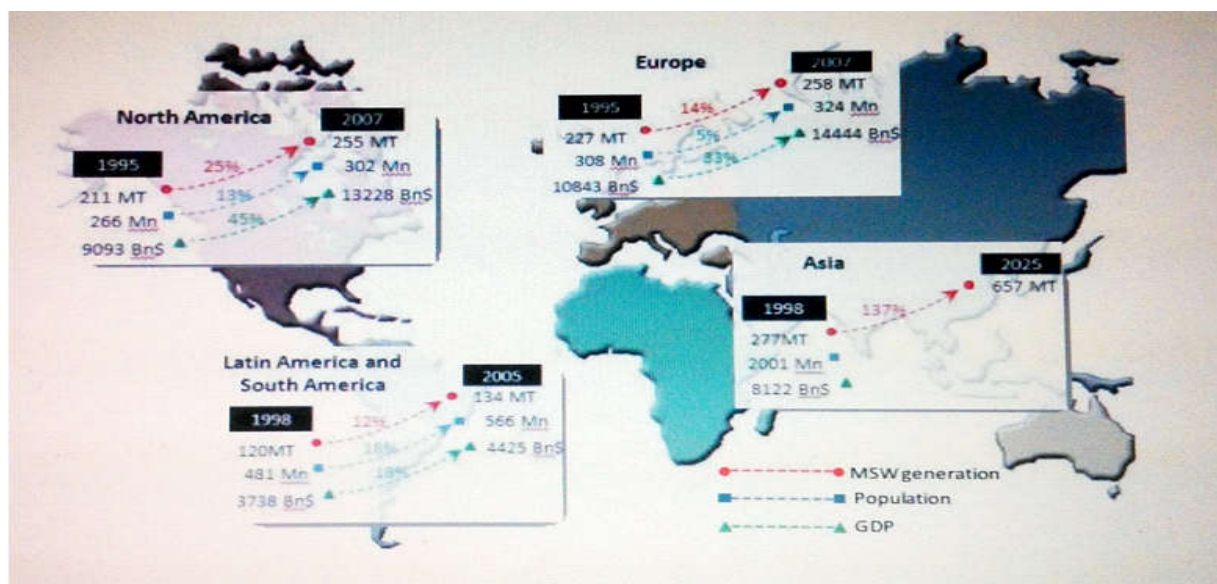 North America
1995
2007
211 MT
266 Mn
9093 Bn$
25%
13%
45%
255 MT
302 Mn
13228 Bn$
Europe
1995
2007
227 MT
308 Mn
10843 Bn$
14%
5%
33%
258 MT
324 Mn
14444 Bn$
Latin America and
South America
1998
2005
120MT
481 Mn
3738 Bn$
12%
18%
18%
134 MT
566 Mn
4425 Bn$
Asia
1998
2025
277MT
2001 Mn
8122 Bn$
137%
657 MT
MSW generation
Population
GDP